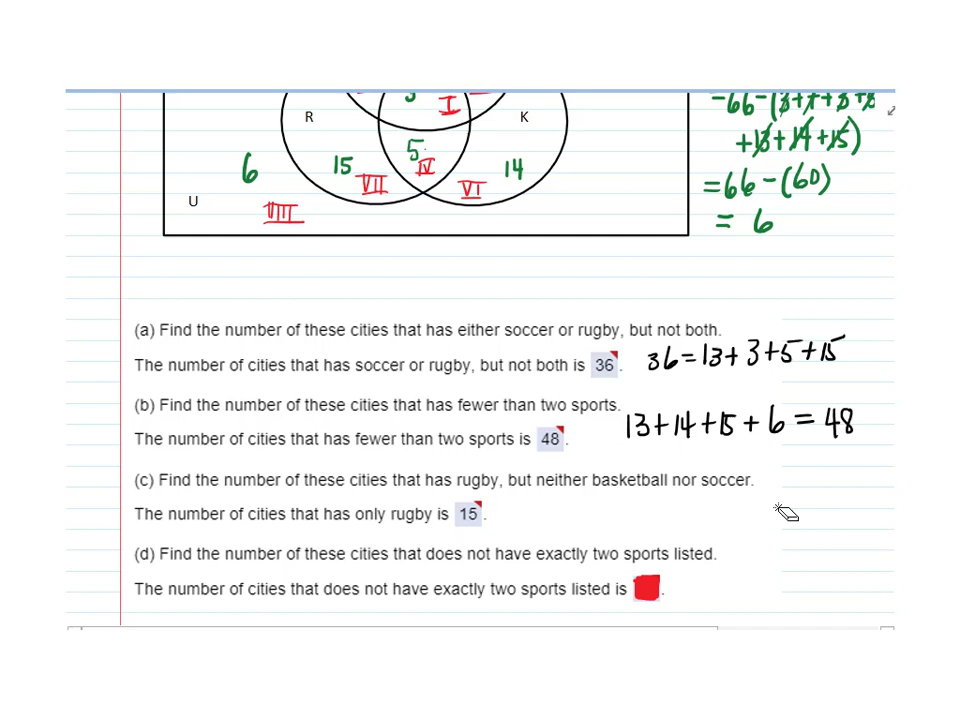 I
R
K
+13+14+15)
6
15
5
IV
14
VII
VI
=66-(60)
U
VIII
= 6
(a) Find the number of these cities that has either soccer or rugby, but not both.
The number of cities that has soccer or rugby, but not both is 36. 36=13+3+5+15
(b) Find the number of these cities that has fewer than two sports.
The number of cities that has fewer than two sports is 48. 13+14+15+6=48
(c) Find the number of these cities that has rugby, but neither basketball nor soccer.
The number of cities that has only rugby is 15.
(d) Find the number of these cities that does not have exactly two sports listed.
The number of cities that does not have exactly two sports listed is .